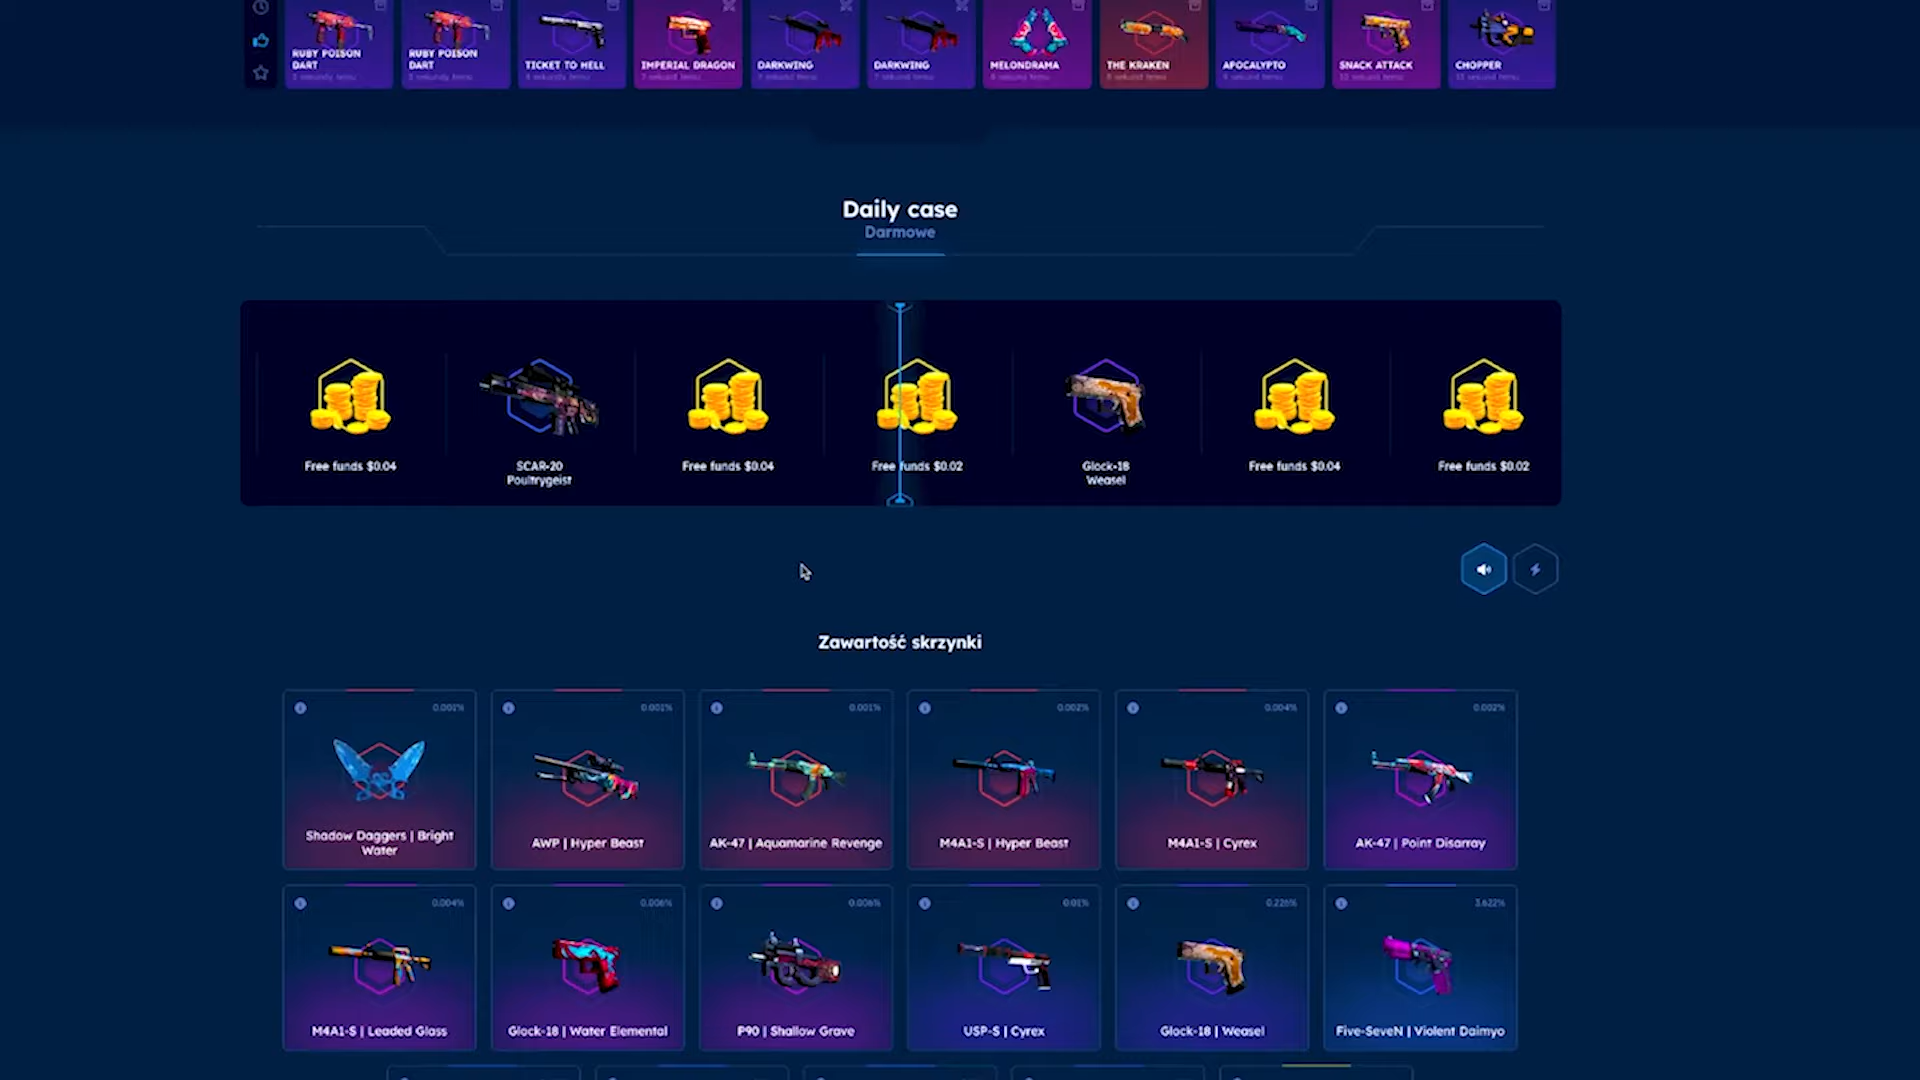 RUBY POISON
DART
RUBY POISON
DART
TICKET TO HELL
IMPERIAL DRAGON
DARKWING
DARKWING
MELONDRAMA
THE KRAKEN
APOCALYPTO
SNACK ATTACK
CHOPPER
Daily case
Darmowe
Free funds $0.04
SCAR-20
Poultrygeist
Free funds $0.04
Free funds $0.02
Glock-18
Weasel
Free funds $0.04
Free funds $0.02
Zawartość skrzynki
0.001%
0.001%
0.001%
0.002%
0.004%
0.002%
Shadow Daggers | Bright
Water
AWP | Hyper Beast
AK-47 | Aquamarine Revenge
M4A1-S | Hyper Beast
M4A1-S | Cyrex
AK-47 | Point Disarray
0.004%
0.006%
0.006%
0.01%
0.226%
3.622%
M4A1-S | Leaded Glass
Glock-18 | Water Elemental
P90 | Shallow Grave
USP-S | Cyrex
Glock-18 | Weasel
Five-SeveN | Violent Daimyo